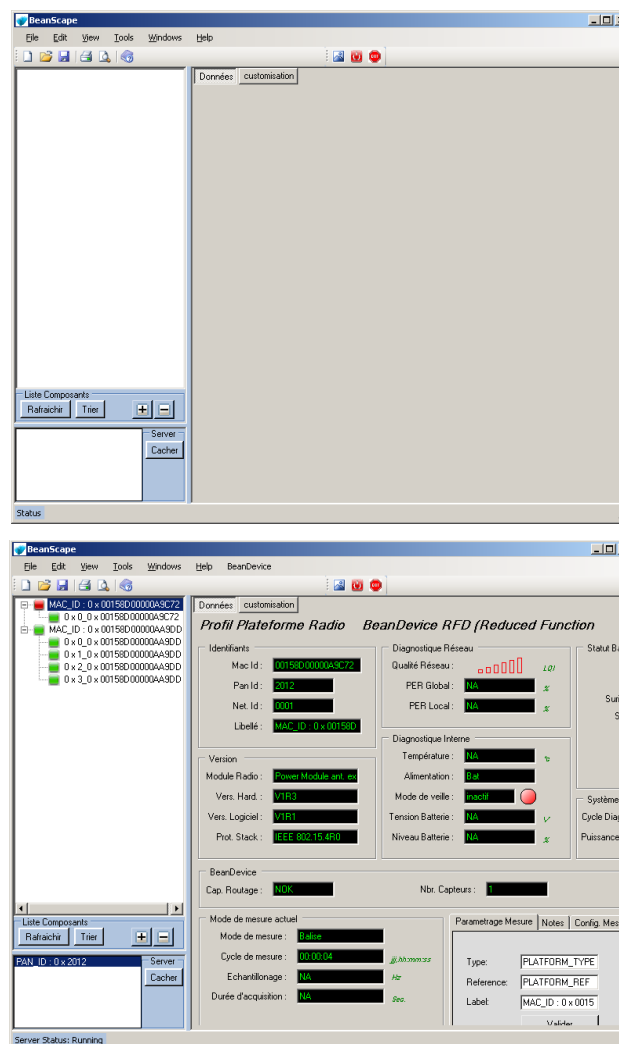 BeanScape
File Edit View Tools Windows Help
Données customisation
Liste Composants
Rafraichir Trier
Server
Cacher
Status
BeanScape
File Edit View Tools Windows Help BeanDevice
MAC_ID : 0 x 00158D00000A9C72
0 x 0_0 x 00158D00000A9C72
MAC_ID : 0 x 00158D00000AA9DD
0 x 0_0 x 00158D00000AA9DD
0 x 1_0 x 00158D00000AA9DD
0 x 2_0 x 00158D00000AA9DD
0 x 3_0 x 00158D00000AA9DD
Liste Composants
Rafraichir Trier
PAN_ID : 0 x 2012
Server
Cacher
Données customisation
Profil Plateforme Radio BeanDevice RFD (Reduced Function
Identifiants
Mac Id : 00158D00000A9C72
Pan Id : 2012
Net. Id : 0001
Libellé : MAC_ID : 0 x 00158D
Version
Module Radio : Power Module ant. ex
Vers. Hard. : V1R3
Vers. Logiciel : V1R1
Prot. Stack : IEEE 802.15.4R0
Diagnostique Réseau
Qualité Réseau : LQI
PER Global : NA %
PER Local : NA %
Diagnostique Interne
Température : NA °c
Alimentation : Bat
Mode de veille : inactif
Tension Batterie : NA V
Niveau Batterie : NA %
Statut Ba
Sur
S
Système
Cycle Diag
Puissance
BeanDevice
Cap. Routage : NOK Nbr. Capteurs : 1
Mode de mesure actuel
Mode de mesure : Balise
Cycle de mesure : 00:00:04 jj.hh:mm:ss
Echantillonage : NA Hz
Durée d'acquisition : NA Sec.
Parametrage Mesure Notes Config. Mes
Type: PLATFORM_TYPE
Reference: PLATFORM_REF
Label: MAC_ID : 0 x 0015
Valider
Server Status: Running